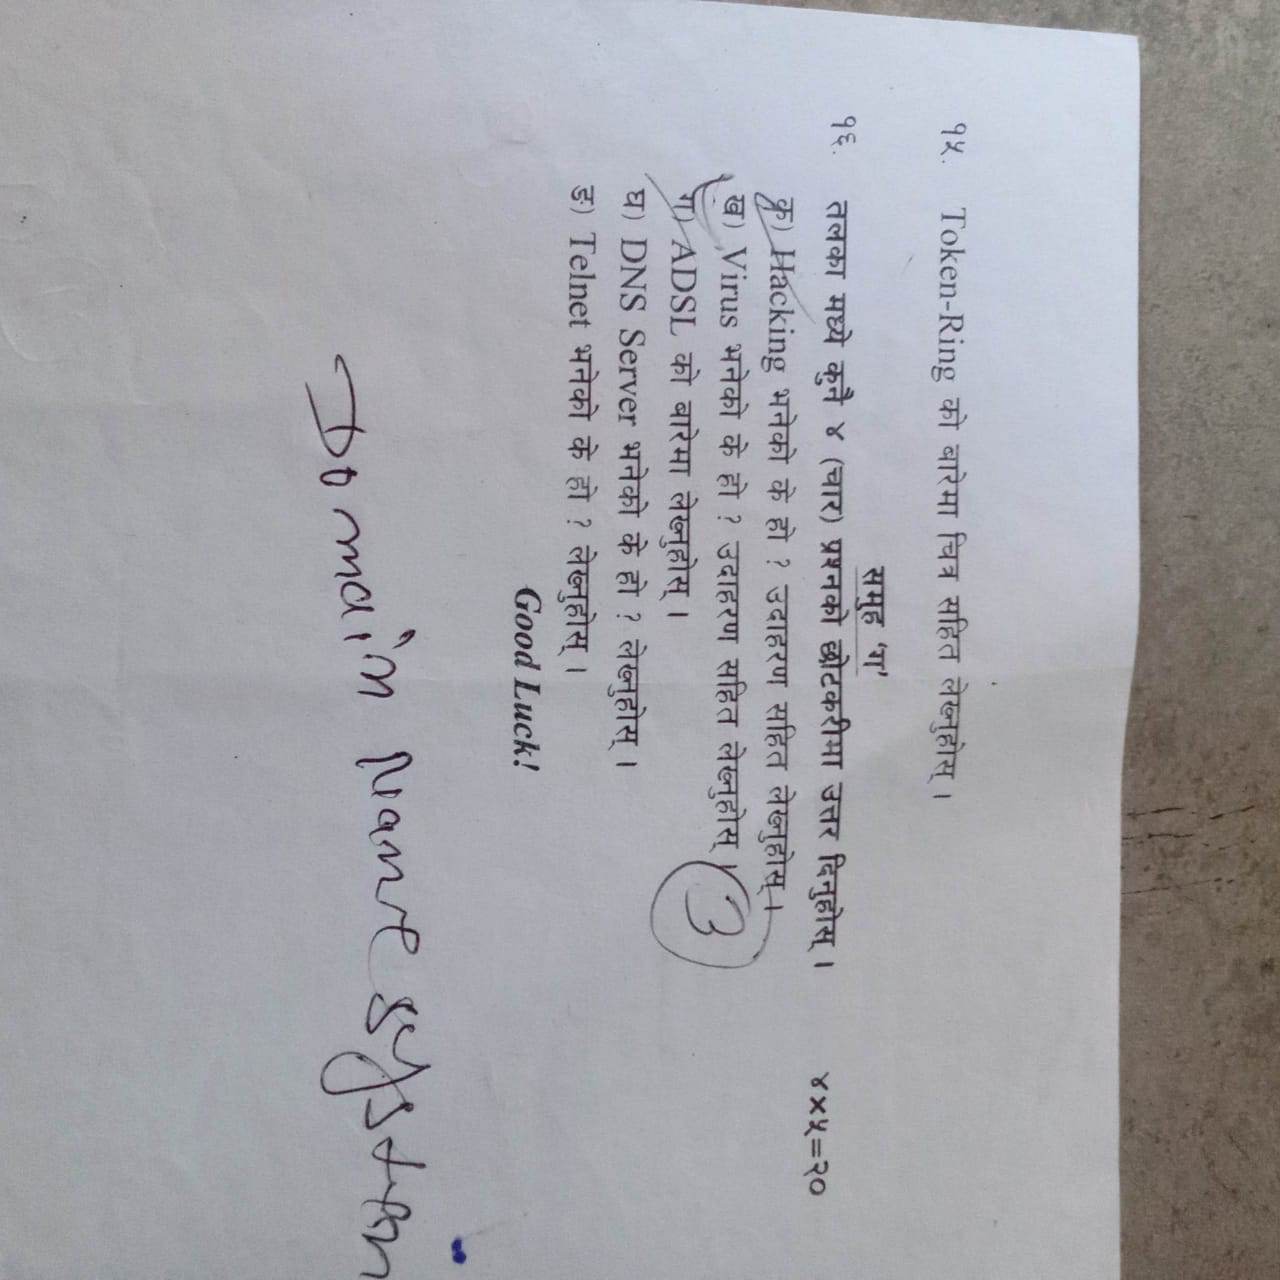 १५. Token-Ring को बारेमा चित्र सहित लेख्नुहोस् ।
समुह 'ग'
१६. तलका मध्ये कुनै ४ (चार) प्रश्नको छोटकरीमा उत्तर दिनुहोस् । ४×५=२०
क) Hacking भनेको के हो ? उदाहरण सहित लेख्नुहोस् ।
ख) Virus भनेको के हो ? उदाहरण सहित लेख्नुहोस् ।
3
ग) ADSL को बारेमा लेख्नुहोस् ।
घ) DNS Server भनेको के हो ? लेख्नुहोस् ।
ङ) Telnet भनेको के हो ? लेख्नुहोस् ।
Good Luck!
Domain Name system